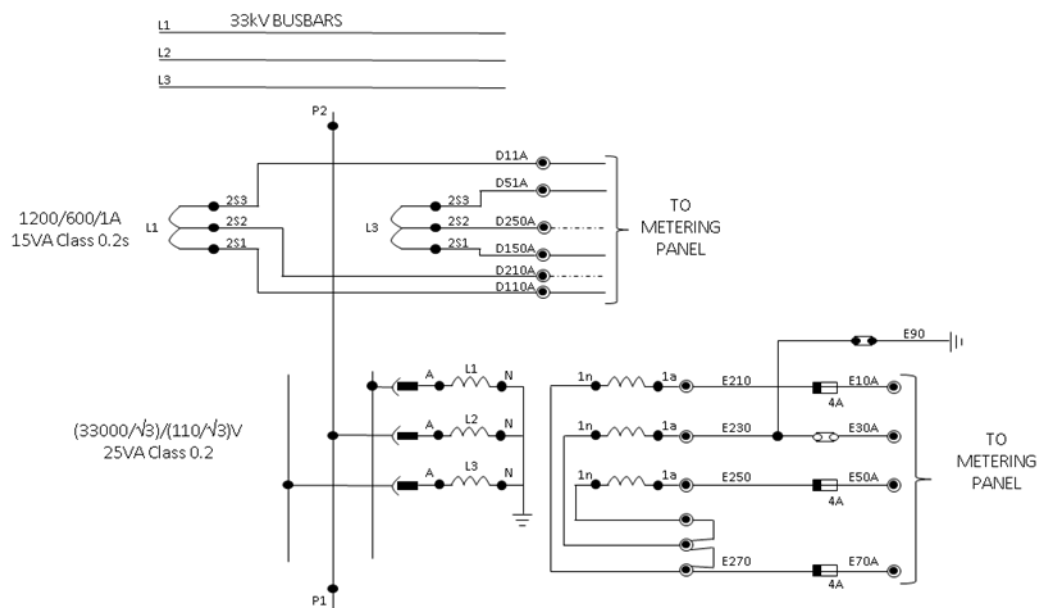 33kV BUSBARS
L1
L2
L3
P2
D11A
D51A
2S3
2S3
TO
METERING
PANEL
1200/600/1A
15VA Class 0.2s
L1
2S2
L3
2S2
D250A
2S1
2S1
D150A
D210A
D110A
E90
A
L1
N
1n
1a
E210
E10A
4A
(33000/√3)/(110/√3)V
25VA Class 0.2
A
L2
N
1n
1a
E230
E30A
TO
METERING
PANEL
A
L3
N
1n
1a
E250
E50A
4A
E270
E70A
4A
P1